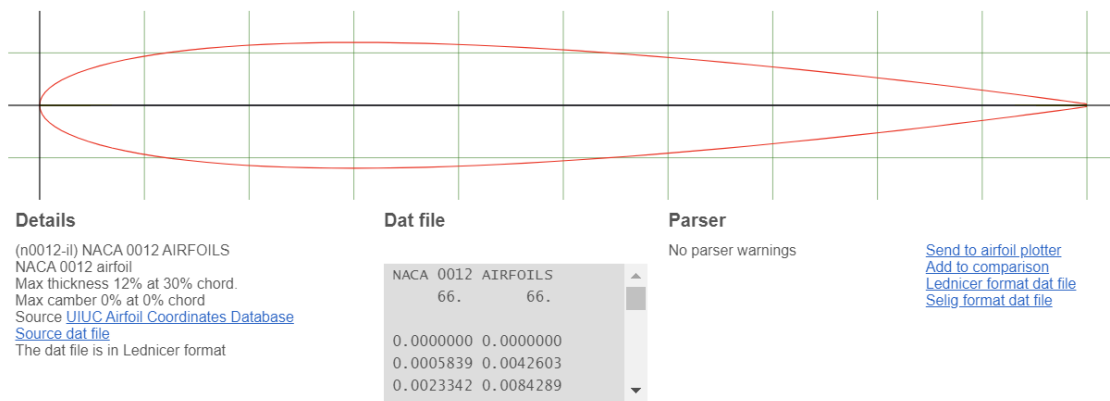 Details
(n0012-il) NACA 0012 AIRFOILS
NACA 0012 airfoil
Max thickness 12% at 30% chord.
Max camber 0% at 0% chord
Source UIUC Airfoil Coordinates Database
Source dat file
The dat file is in Lednicer format
Dat file
NACA 0012 AIRFOILS
66. 66.
0.0000000 0.0000000
0.0005839 0.0042603
0.0023342 0.0084289
Parser
No parser warnings
Send to airfoil plotter
Add to comparison
Lednicer format dat file
Selig format dat file